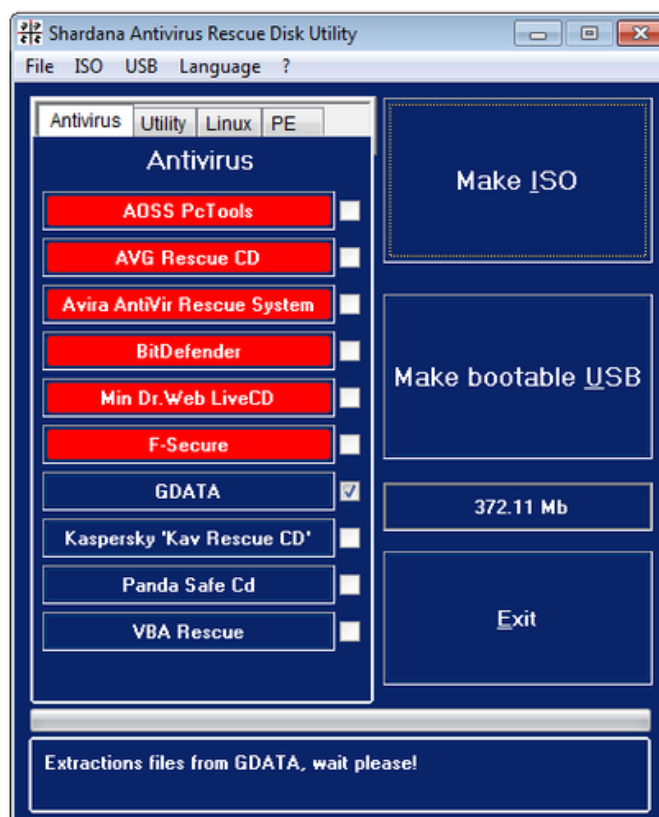 Shardana Antivirus Rescue Disk Utility
File ISO USB Language ?
Antivirus Utility Linux PE
Antivirus
AOSS PcTools
AVG Rescue CD
Avira AntiVir Rescue System
BitDefender
Min Dr.Web LiveCD
F-Secure
GDATA
Kaspersky 'Kav Rescue CD'
Panda Safe Cd
VBA Rescue
Make ISO
Make bootable USB
372.11 Mb
Exit
Extractions files from GDATA, wait please!